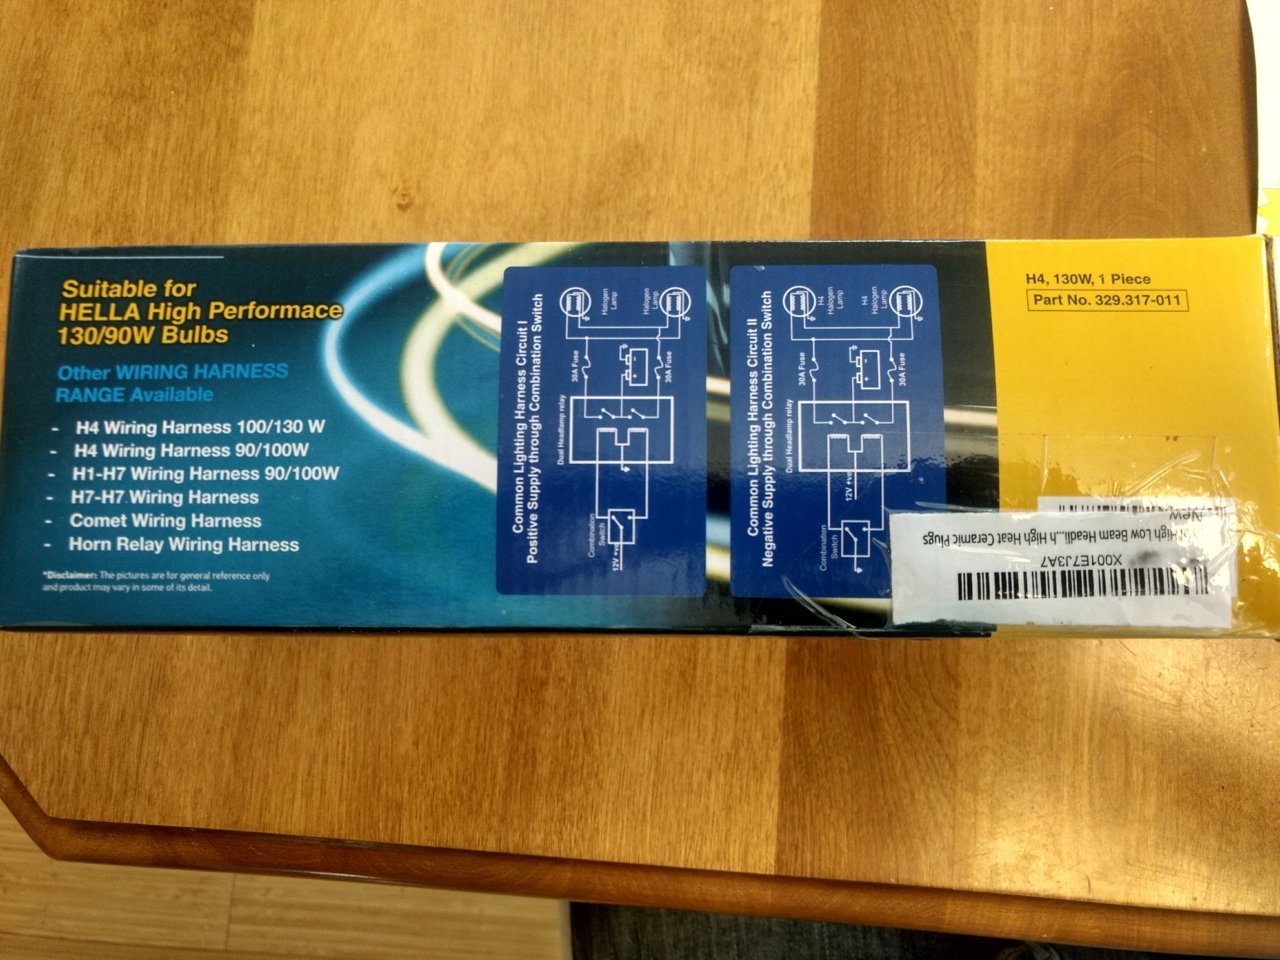 Suitable for
HELLA High Performace
130/90W Bulbs
Other WIRING HARNESS
RANGE Available
- H4 Wiring Harness 100/130 W
- H4 Wiring Harness 90/100W
- H1-H7 Wiring Harness 90/100W
- H7-H7 Wiring Harness
- Comet Wiring Harness
- Horn Relay Wiring Harness
*Disclaimer: The pictures are for general reference only
and product may vary in some of its detail.
Common Lighting Harness Circuit I
Positive Supply through Combination Switch
Halogen
Lamp
Halogen
Lamp
30A Fuse
30A Fuse
Dual Headlamp relay
Combination
Switch
12V +ve
Common Lighting Harness Circuit II
Negative Supply through Combination Switch
H4
Halogen
Lamp
H4
Halogen
Lamp
30A Fuse
30A Fuse
Dual Headlamp relay
12V +ve
Combination
Switch
H4, 130W, 1 Piece
Part No. 329.317-011
X001E7J3A7
High Low Beam Headli...h High Heat Ceramic Plugs
New